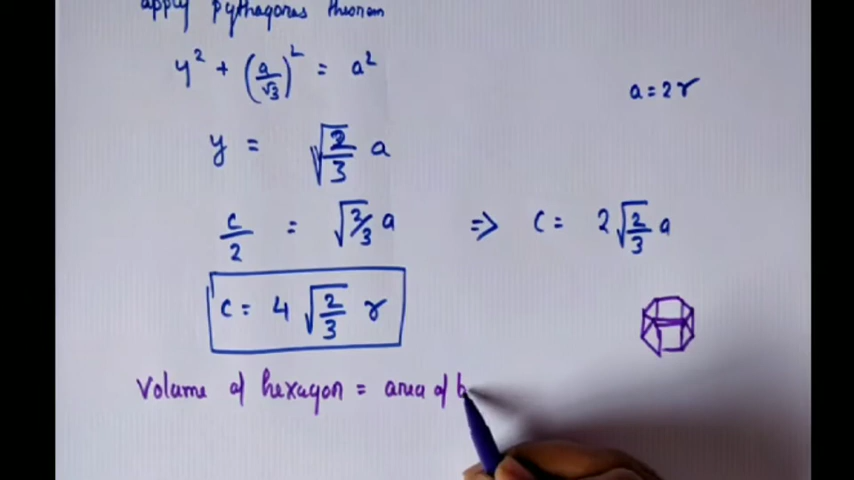 apply pythagoras theorem
y² + (a/√3)² = a²
a = 2r
y = √(2/3) a
c/2 = √(2/3) a ⇒ c = 2√(2/3) a
c = 4√(2/3) r
Volume of hexagon = area of b